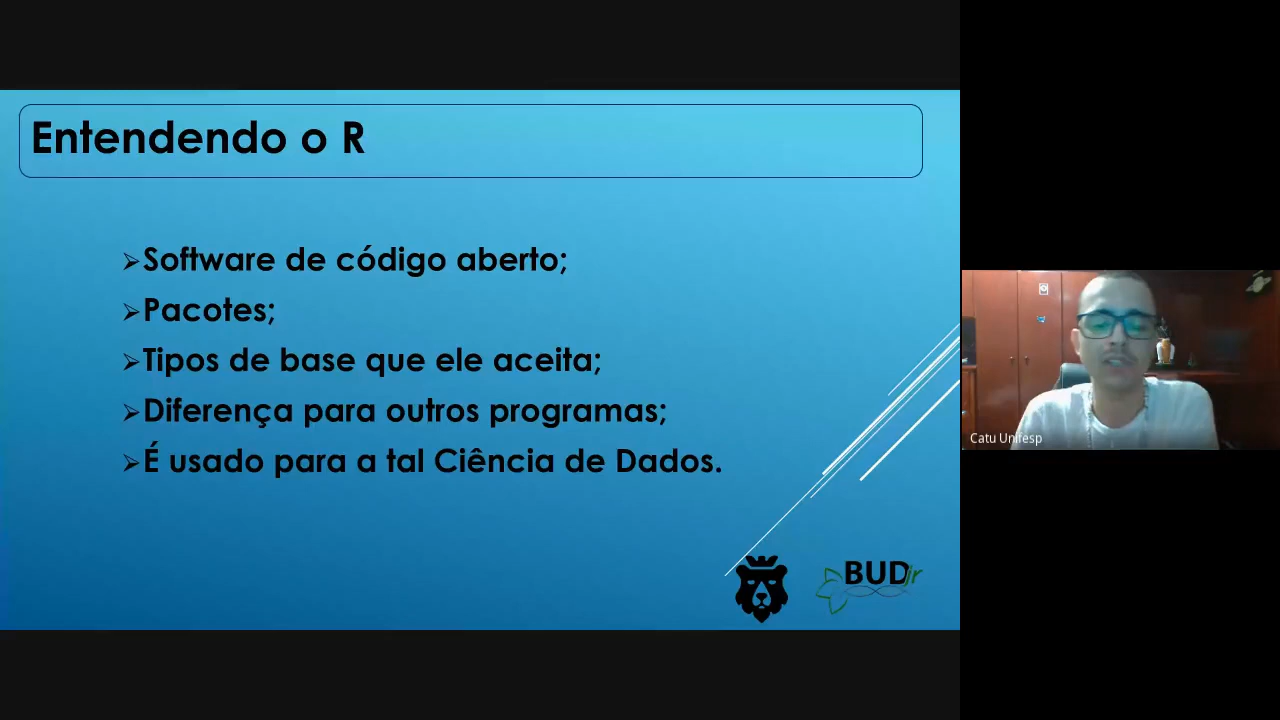 Entendendo o R
➢Software de código aberto;
➢Pacotes;
➢Tipos de base que ele aceita;
➢Diferença para outros programas;
➢É usado para a tal Ciência de Dados.
BUDjr
Catu Unifesp